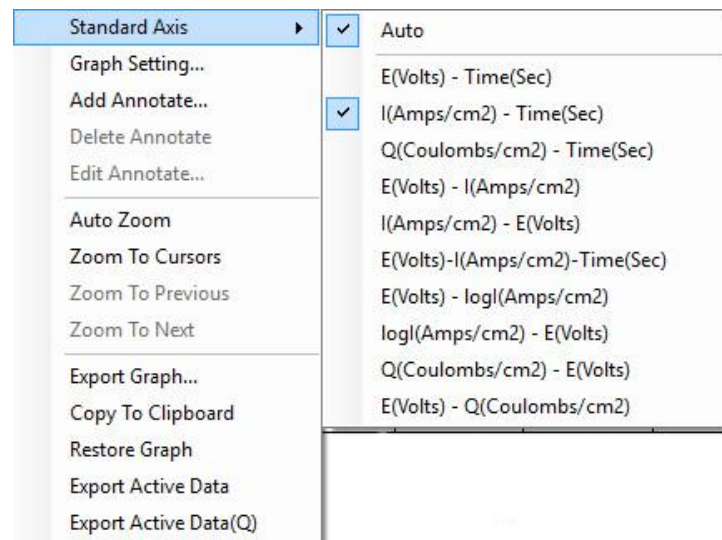 Standard Axis
Graph Setting...
Add Annotate...
Delete Annotate
Edit Annotate...
Auto Zoom
Zoom To Cursors
Zoom To Previous
Zoom To Next
Export Graph...
Copy To Clipboard
Restore Graph
Export Active Data
Export Active Data(Q)
Auto
E(Volts) - Time(Sec)
I(Amps/cm2) - Time(Sec)
Q(Coulombs/cm2) - Time(Sec)
E(Volts) - I(Amps/cm2)
I(Amps/cm2) - E(Volts)
E(Volts)-I(Amps/cm2)-Time(Sec)
E(Volts) - logI(Amps/cm2)
logI(Amps/cm2) - E(Volts)
Q(Coulombs/cm2) - E(Volts)
E(Volts) - Q(Coulombs/cm2)